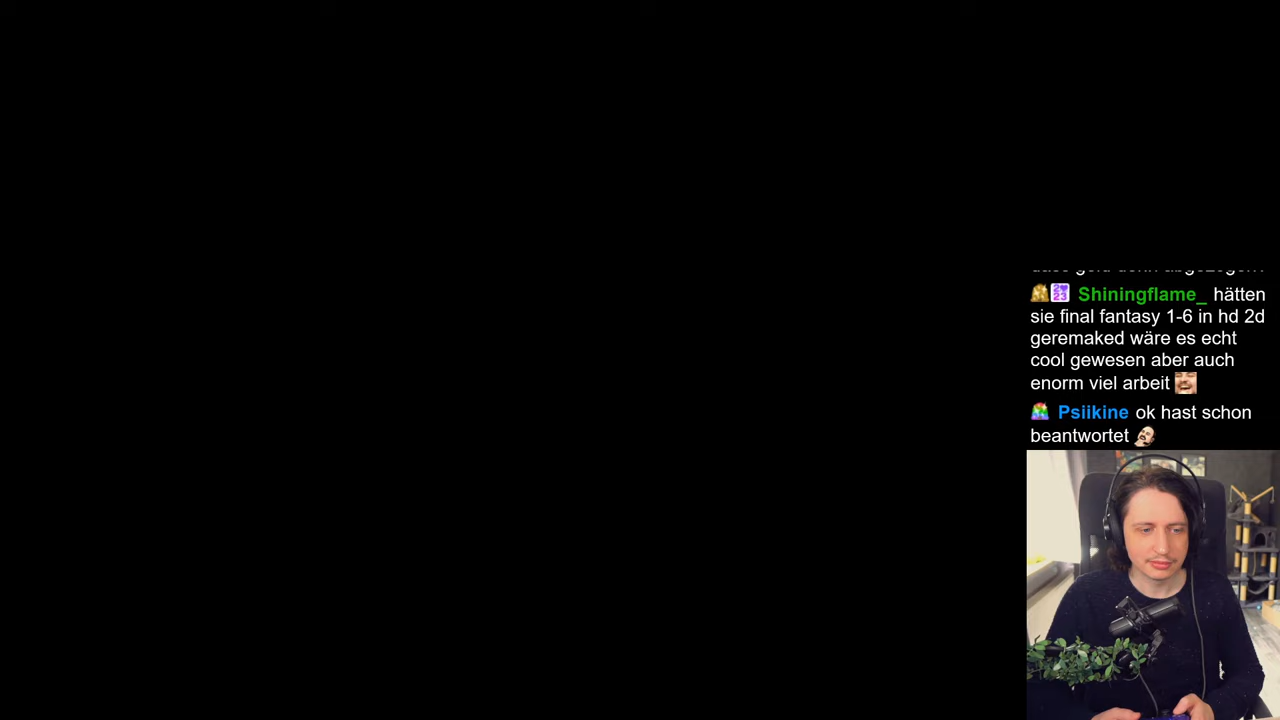 Shiningflame_ hätten
sie final fantasy 1-6 in hd 2d
geremaked wäre es echt
cool gewesen aber auch
enorm viel arbeit
Psiikine ok hast schon
beantwortet